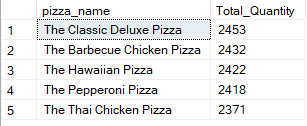 pizza_name Total_Quantity
1 The Classic Deluxe Pizza 2453
2 The Barbecue Chicken Pizza 2432
3 The Hawaiian Pizza 2422
4 The Pepperoni Pizza 2418
5 The Thai Chicken Pizza 2371